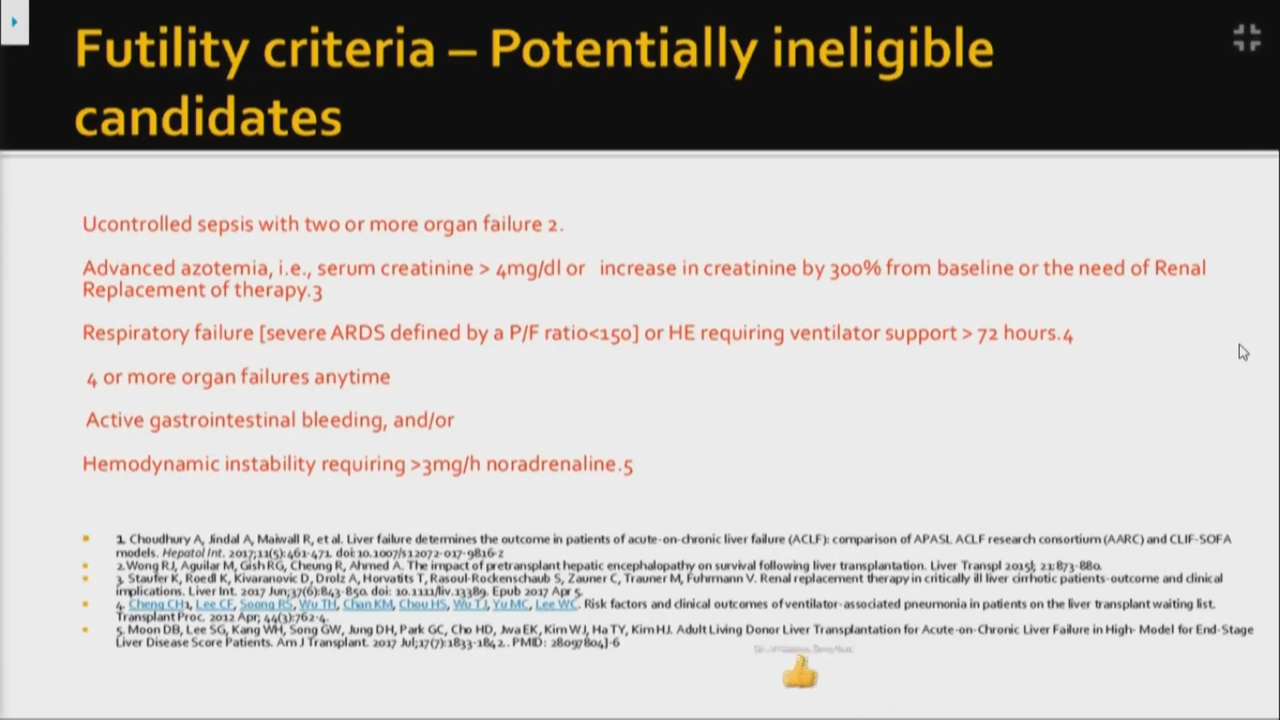 Futility criteria – Potentially ineligible
candidates
Ucontrolled sepsis with two or more organ failure 2.
Advanced azotemia, i.e., serum creatinine > 4mg/dl or increase in creatinine by 300% from baseline or the need of Renal
Replacement of therapy.3
Respiratory failure [severe ARDS defined by a P/F ratio<150] or HE requiring ventilator support > 72 hours.4
4 or more organ failures anytime
Active gastrointestinal bleeding, and/or
Hemodynamic instability requiring >3mg/h noradrenaline.5
1. Choudhury A, Jindal A, Maiwall R, et al. Liver failure determines the outcome in patients of acute-on-chronic liver failure (ACLF): comparison of APASL ACLF research consortium (AARC) and CLIF-SOFA
models. Hepatol Int. 2017;11(5):461-471. doi:10.1007/s12072-017-9816-z
2.Wong RJ, Aguilar M, Gish RG, Cheung R, Ahmed A. The impact of pretransplant hepatic encephalopathy on survival following liver transplantation. Liver Transpl 2015; 21:873-880.
3. Staufer K, Roedl K, Kivaranovic D, Drolz A, Horvatits T, Rasoul-Rockenschaub S, Zauner C, Trauner M, Fuhrmann V. Renal replacement therapy in critically ill liver cirrhotic patients-outcome and clinical
implications. Liver Int. 2017 Jun;37(6):843-850. doi: 10.1111/liv.13389. Epub 2017 Apr 5.
4. Cheng CH1, Lee CF, Soong RS, Wu TH, Chan KM, Chou HS, Wu TJ, Yu MC, Lee WC. Risk factors and clinical outcomes of ventilator-associated pneumonia in patients on the liver transplant waiting list.
Transplant Proc. 2012 Apr; 44(3):762-4.
5. Moon DB, Lee SG, Kang WH, Song GW, Jung DH, Park GC, Cho HD, Jwa EK, Kim WJ, Ha TY, Kim HJ. Adult Living Donor Liver Transplantation for Acute-on-Chronic Liver Failure in High- Model for End-Stage
Liver Disease Score Patients. Am J Transplant. 2017 Jul;17(7):1833-1842.. PMID: 28097804]-6